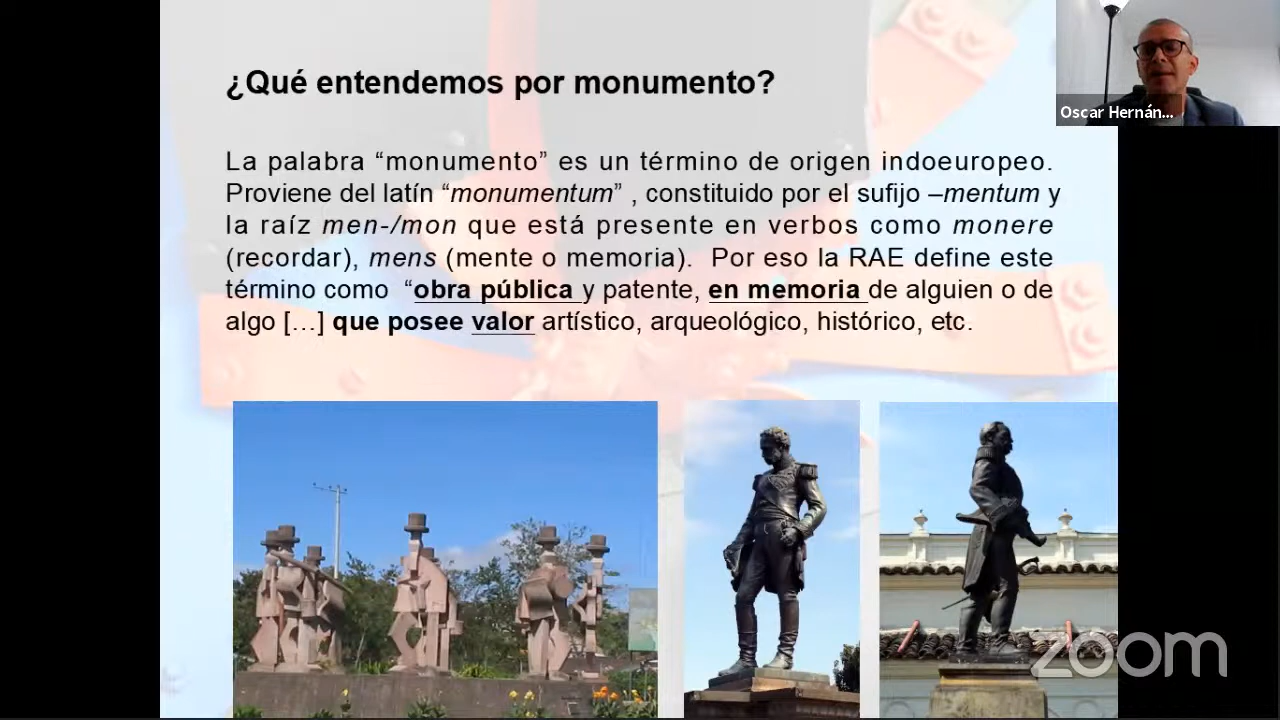 ¿Qué entendemos por monumento?
La palabra “monumento” es un término de origen indoeuropeo.
Proviene del latín “monumentum” , constituido por el sufijo –mentum y
la raíz men-/mon que está presente en verbos como monere
(recordar), mens (mente o memoria). Por eso la RAE define este
término como “obra pública y patente, en memoria de alguien o de
algo […] que posee valor artístico, arqueológico, histórico, etc.
Oscar Hernán...
zoom